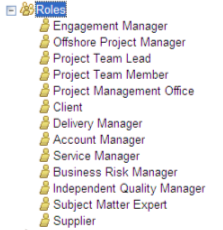 Roles
Engagement Manager
Offshore Project Manager
Project Team Lead
Project Team Member
Project Management Office
Client
Delivery Manager
Account Manager
Service Manager
Business Risk Manager
Independent Quality Manager
Subject Matter Expert
Supplier